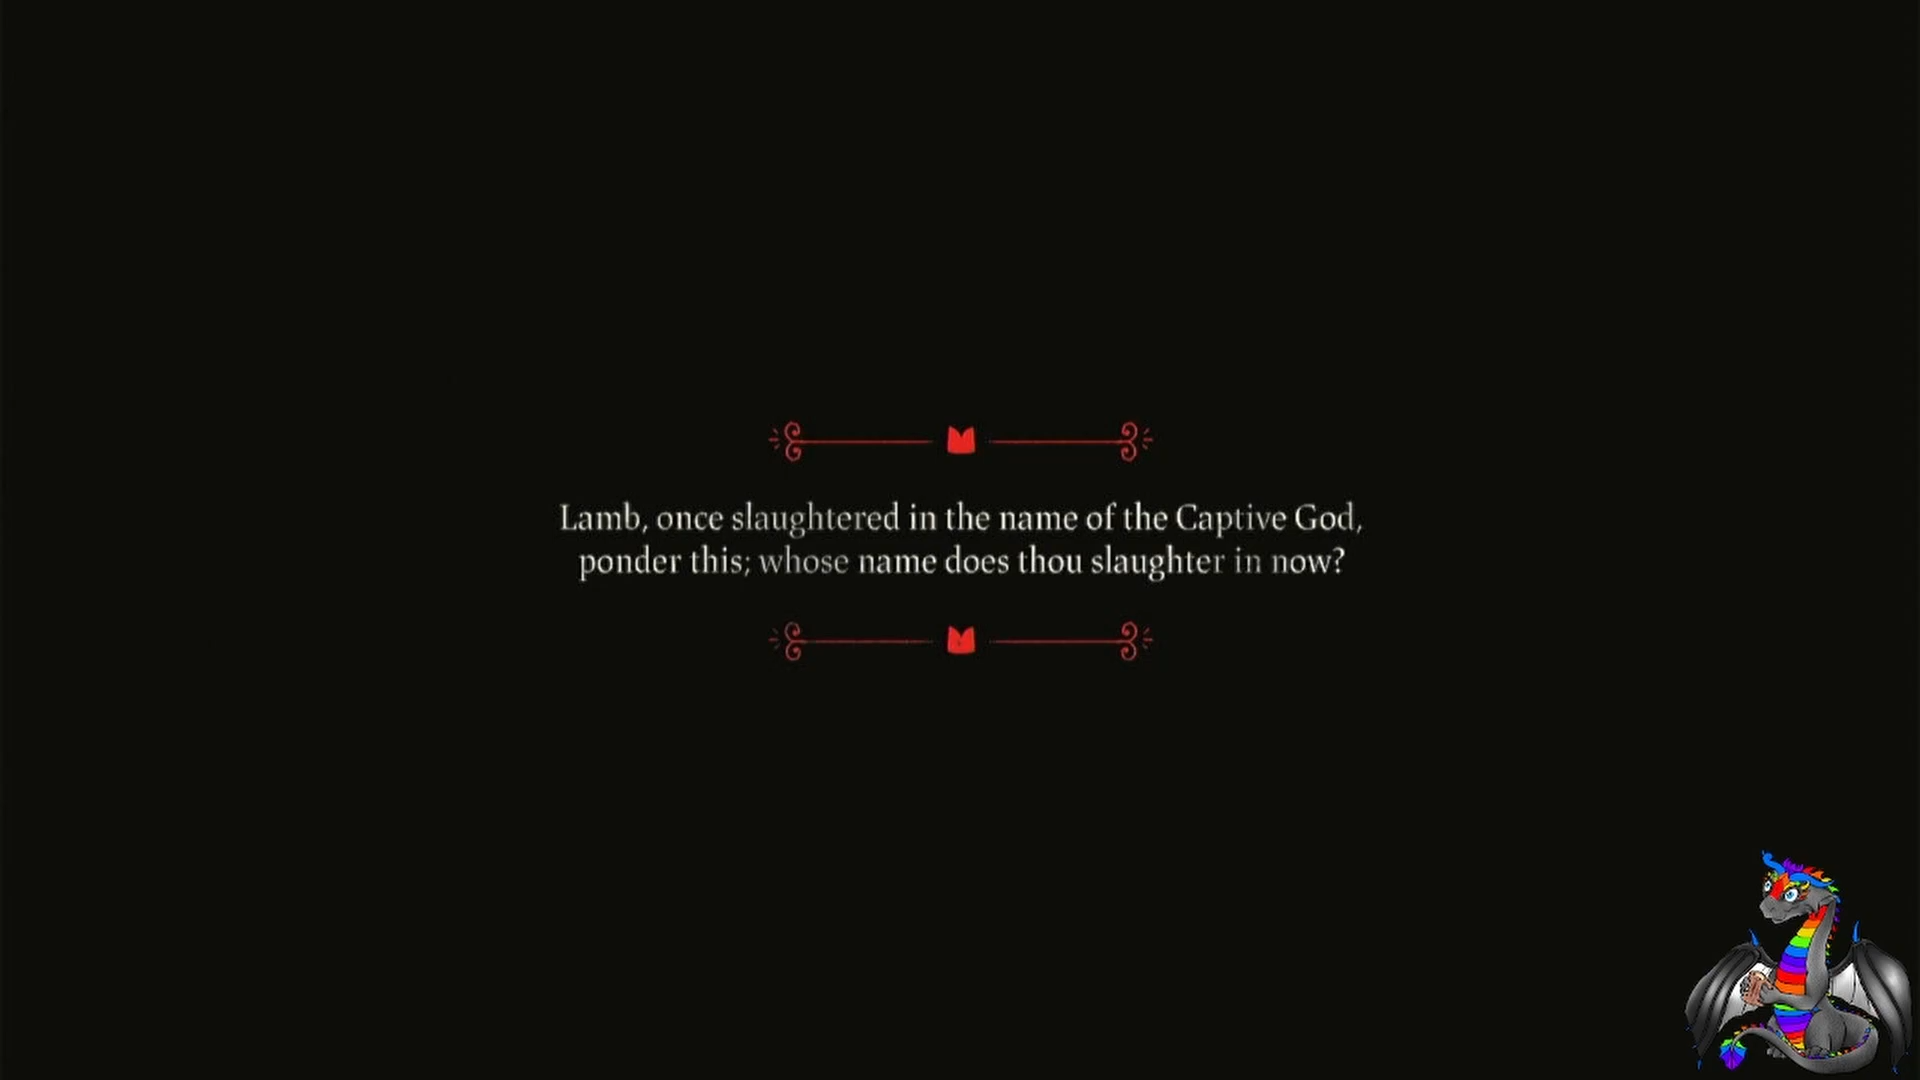 Lamb, once slaughtered in the name of the Captive God,
ponder this; whose name does thou slaughter in now?